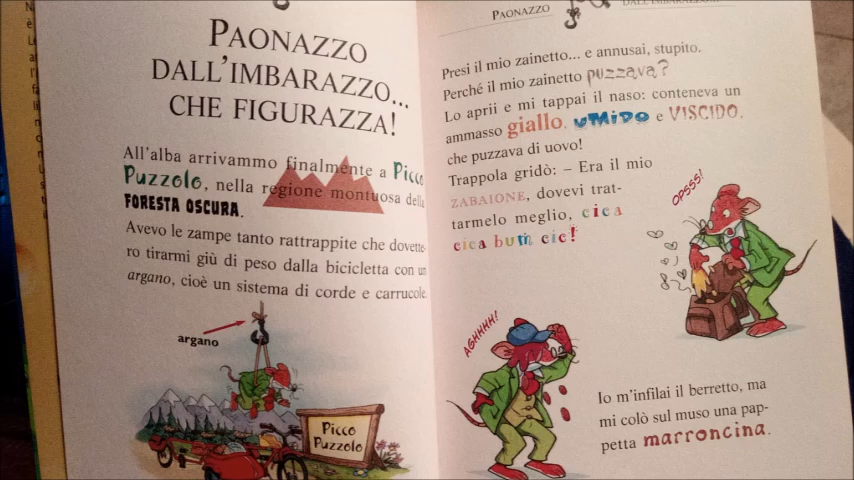 PAONAZZO
DALL'IMBARAZZO...
CHE FIGURAZZA!
All'alba arrivammo finalmente a Picco
Puzzolo, nella regione montuosa della
FORESTA OSCURA.
Avevo le zampe tanto rattrappite che dovette-
ro tirarmi giù di peso dalla bicicletta con un
argano, cioè un sistema di corde e carrucole.
argano
Picco
Puzzolo
PAONAZZO DALL'IMBARAZZO...
Presi il mio zainetto... e annusai, stupito.
Perché il mio zainetto puzzava?
Lo aprii e mi tappai il naso: conteneva un
ammasso giallo, UMIDO e VISCIDO,
che puzzava di uovo!
Trappola gridò: – Era il mio
ZABAIONE, dovevi trat-
tarmelo meglio, cica
cica bum cic!
OPSSS!
AGHHHH!
Io m'infilai il berretto, ma
mi colò sul muso una pap-
petta marroncina.